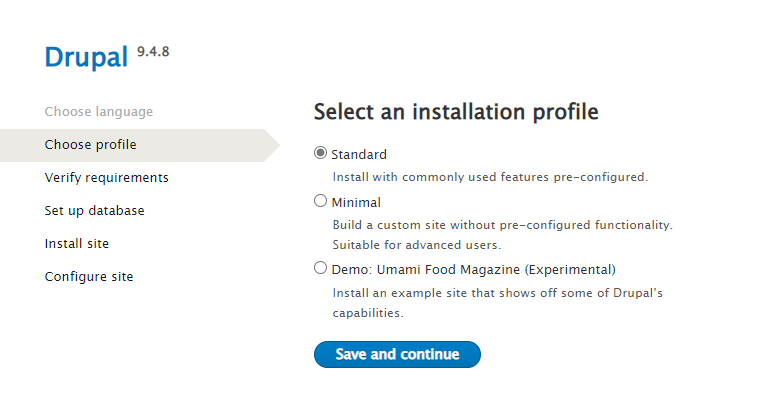 Drupal 9.4.8
Choose language
Choose profile
Verify requirements
Set up database
Install site
Configure site
Select an installation profile
Standard
Install with commonly used features pre-configured.
Minimal
Build a custom site without pre-configured functionality.
Suitable for advanced users.
Demo: Umami Food Magazine (Experimental)
Install an example site that shows off some of Drupal's
capabilities.
Save and continue